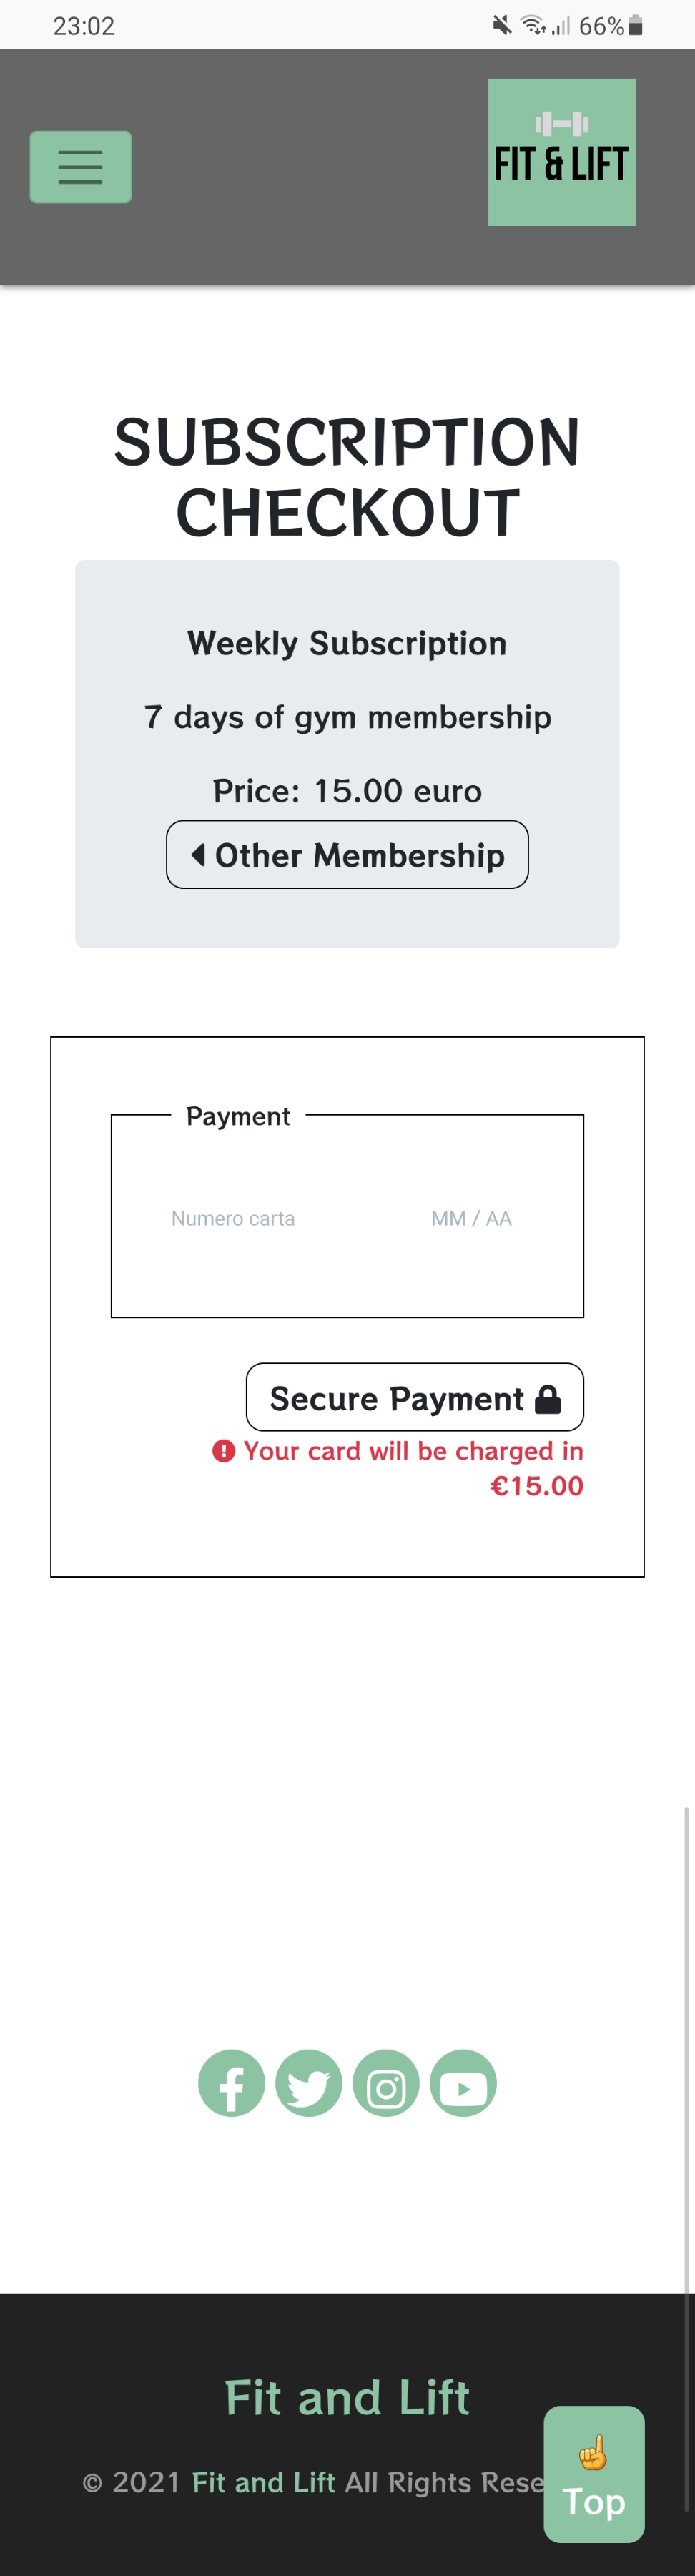 23:02
66%
FIT & LIFT
SUBSCRIPTION
CHECKOUT
Weekly Subscription
7 days of gym membership
Price: 15.00 euro
Other Membership
Payment
Numero carta MM / AA
Secure Payment
Your card will be charged in
€15.00
Fit and Lift
© 2021 Fit and Lift All Rights Rese
Top